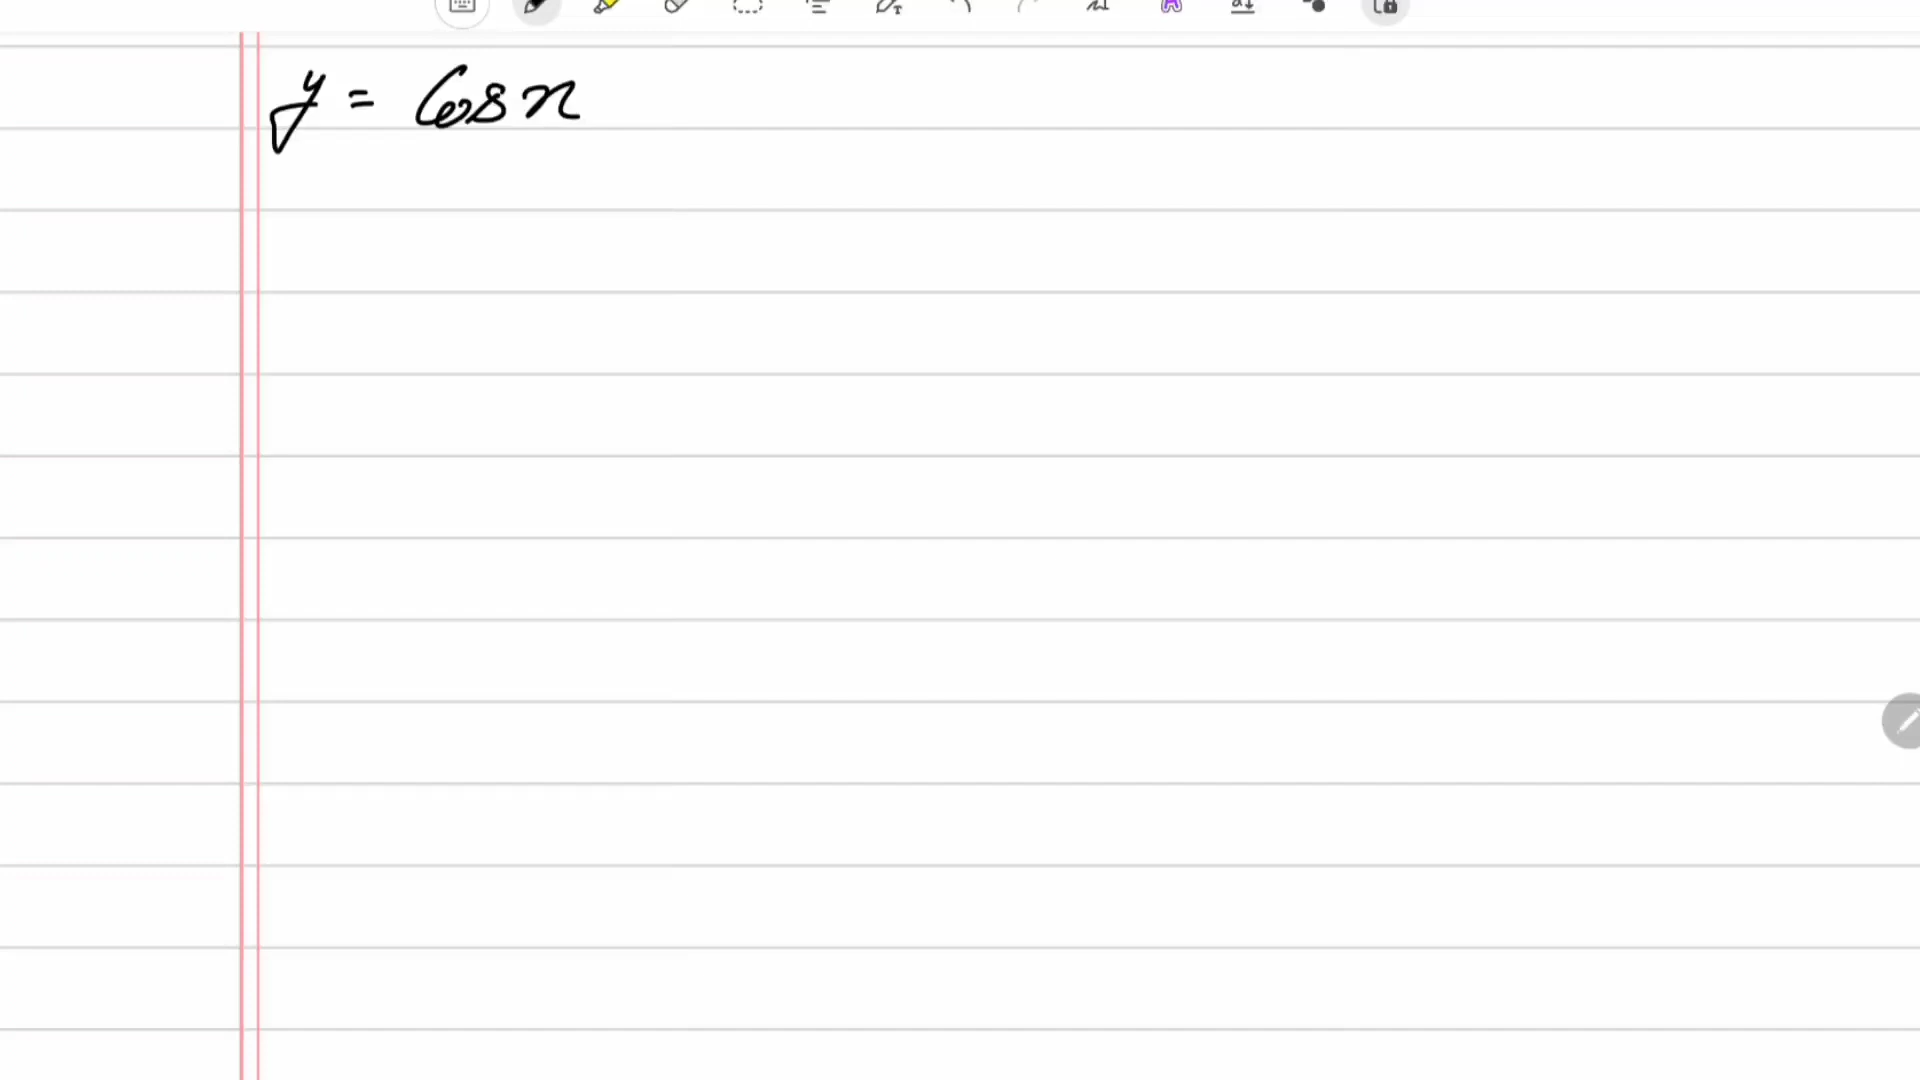 y = Cos x